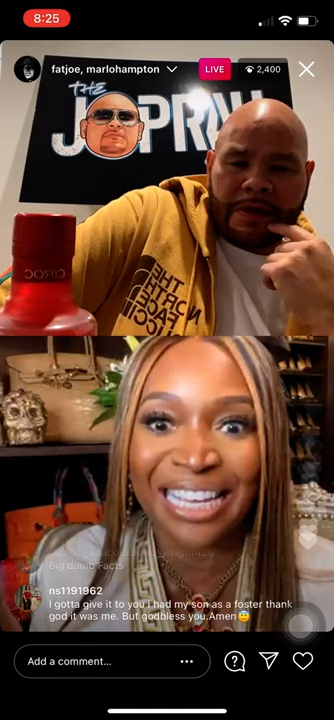 8:25
fatjoe, marlohampton
LIVE
2,400
THE
CIROC
THE
NORTH
FACE
Big dumb Facts
ns1191962
I gotta give it to you i had my son as a foster thank
god it was me. But godbless you.Amen😇
Add a comment...